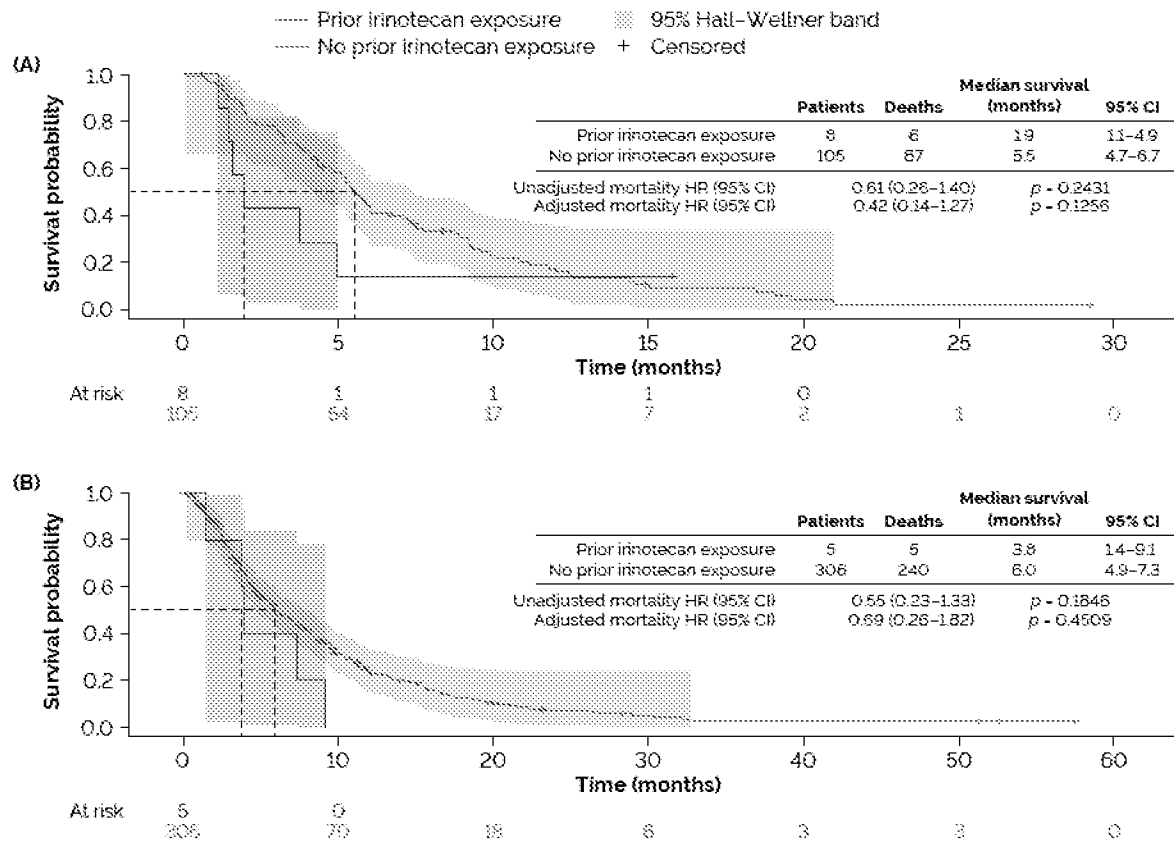 Prior irinotecan exposure 95% Hall–Wellner band
No prior irinotecan exposure + Censored
(A)
Survival probability
1.0
0.8
0.6
0.4
0.2
0.0
Median survival
Patients Deaths (months) 95% CI
Prior irinotecan exposure 8 6 1.9 1.1–4.9
No prior irinotecan exposure 105 87 5.5 4.7–6.7
Unadjusted mortality HR (95% CI) 0.61 (0.26–1.40) p = 0.2431
Adjusted mortality HR (95% CI) 0.42 (0.14–1.27) p = 0.1256
0 5 10 15 20 25 30
Time (months)
At risk 8 1 1 1 0
105 54 17 7 2 1 0
(B)
Survival probability
1.0
0.8
0.6
0.4
0.2
0.0
Median survival
Patients Deaths (months) 95% CI
Prior irinotecan exposure 5 5 3.8 1.4–9.1
No prior irinotecan exposure 306 240 6.0 4.9–7.3
Unadjusted mortality HR (95% CI) 0.55 (0.23–1.33) p = 0.1846
Adjusted mortality HR (95% CI) 0.69 (0.26–1.82) p = 0.4509
0 10 20 30 40 50 60
Time (months)
At risk 5 0
306 18 6 3 3 0